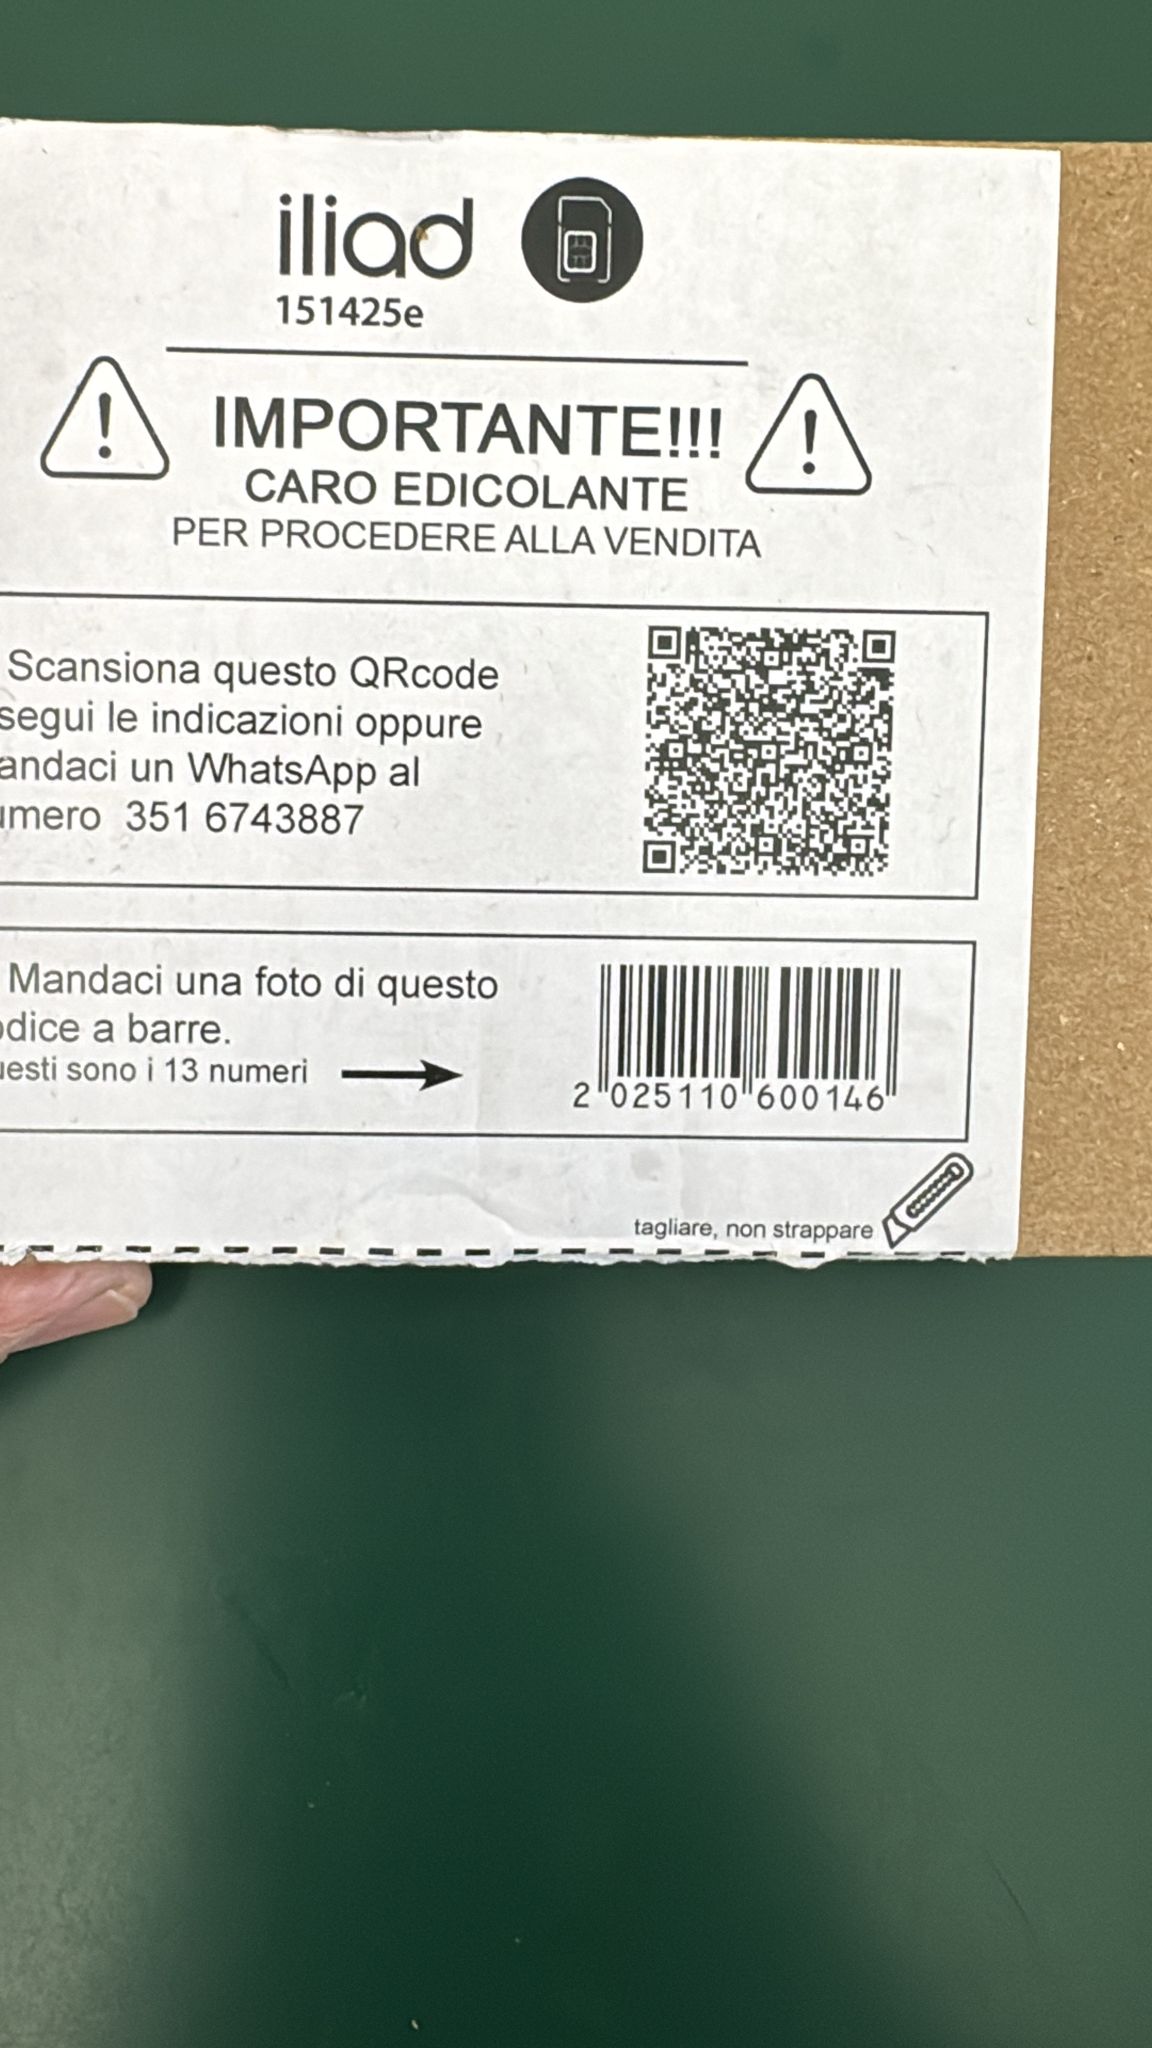 iliad
151425e
IMPORTANTE!!!
CARO EDICOLANTE
PER PROCEDERE ALLA VENDITA
Scansiona questo QRcode
segui le indicazioni oppure
andaci un WhatsApp al
umero 351 6743887
Mandaci una foto di questo
odice a barre.
uesti sono i 13 numeri
2 025110 600146
tagliare, non strappare